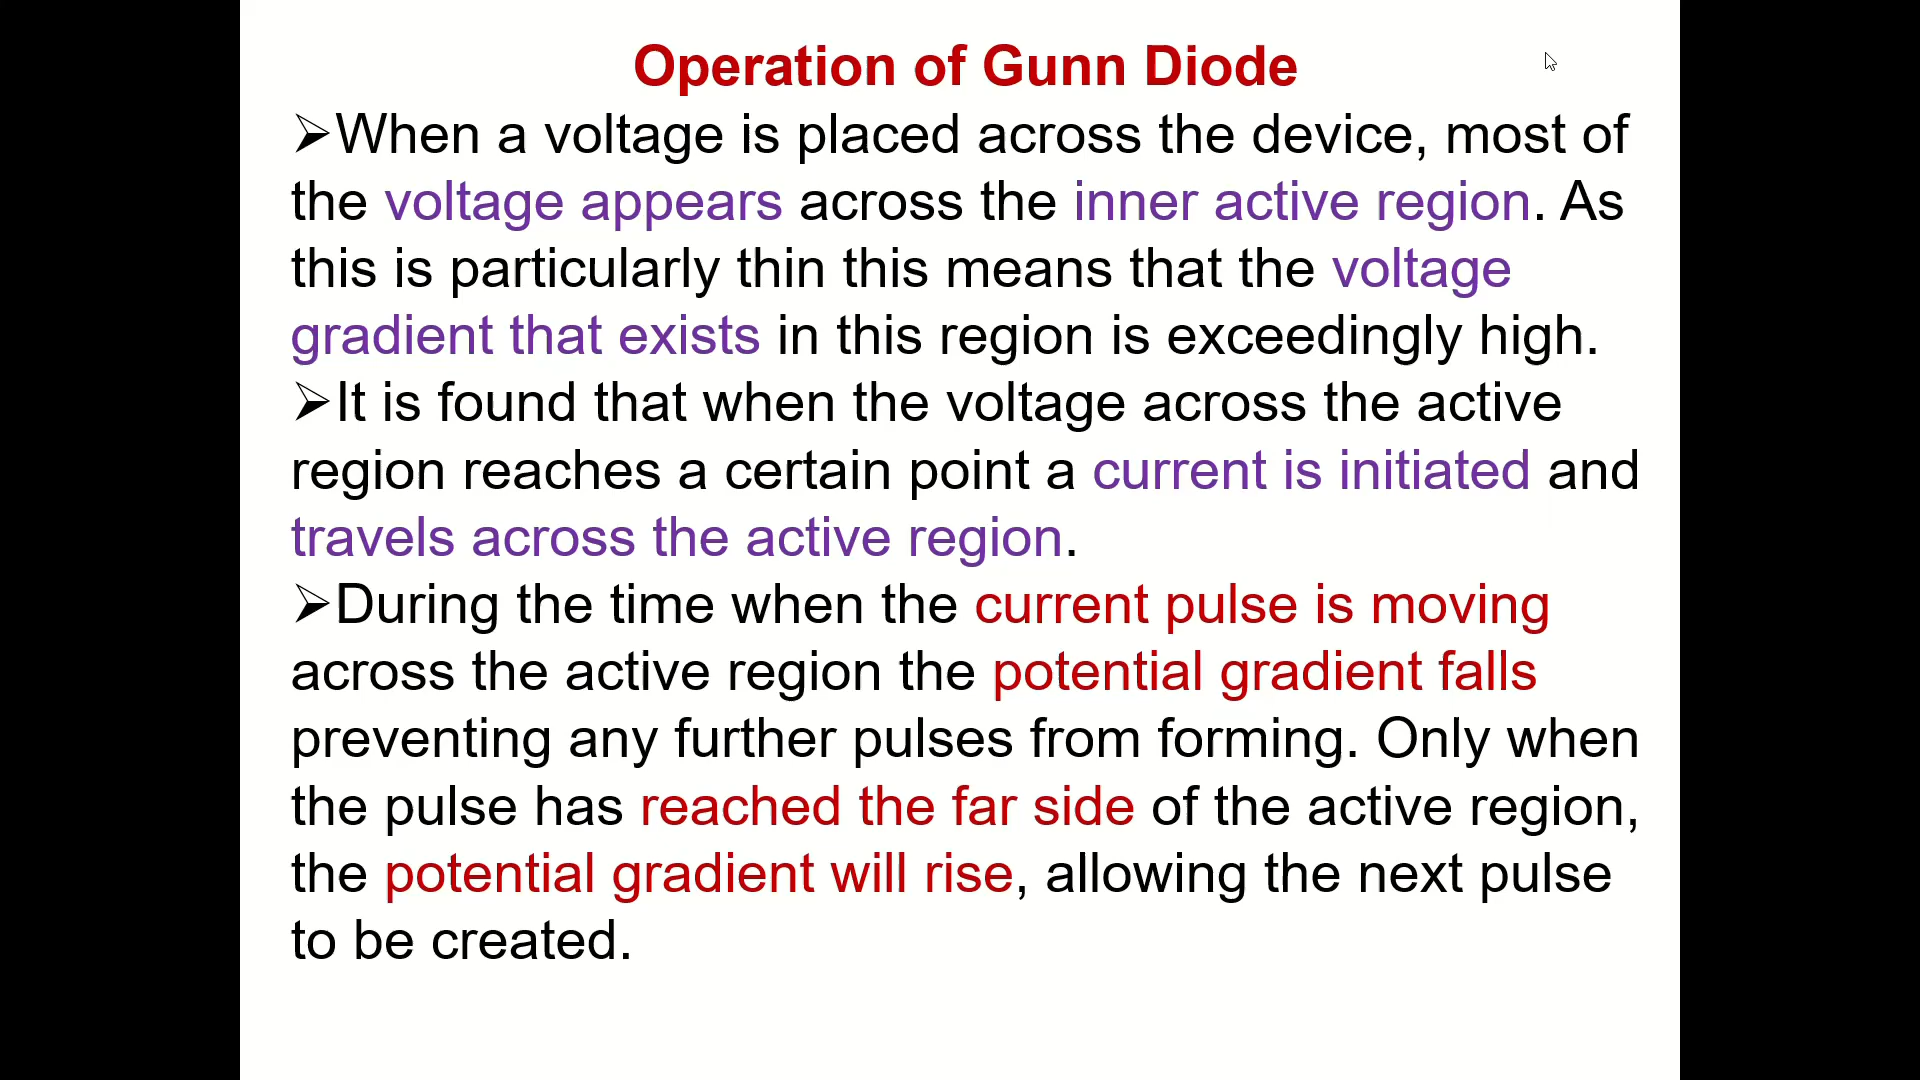 Operation of Gunn Diode
➢When a voltage is placed across the device, most of
the voltage appears across the inner active region. As
this is particularly thin this means that the voltage
gradient that exists in this region is exceedingly high.
➢It is found that when the voltage across the active
region reaches a certain point a current is initiated and
travels across the active region.
➢During the time when the current pulse is moving
across the active region the potential gradient falls
preventing any further pulses from forming. Only when
the pulse has reached the far side of the active region,
the potential gradient will rise, allowing the next pulse
to be created.